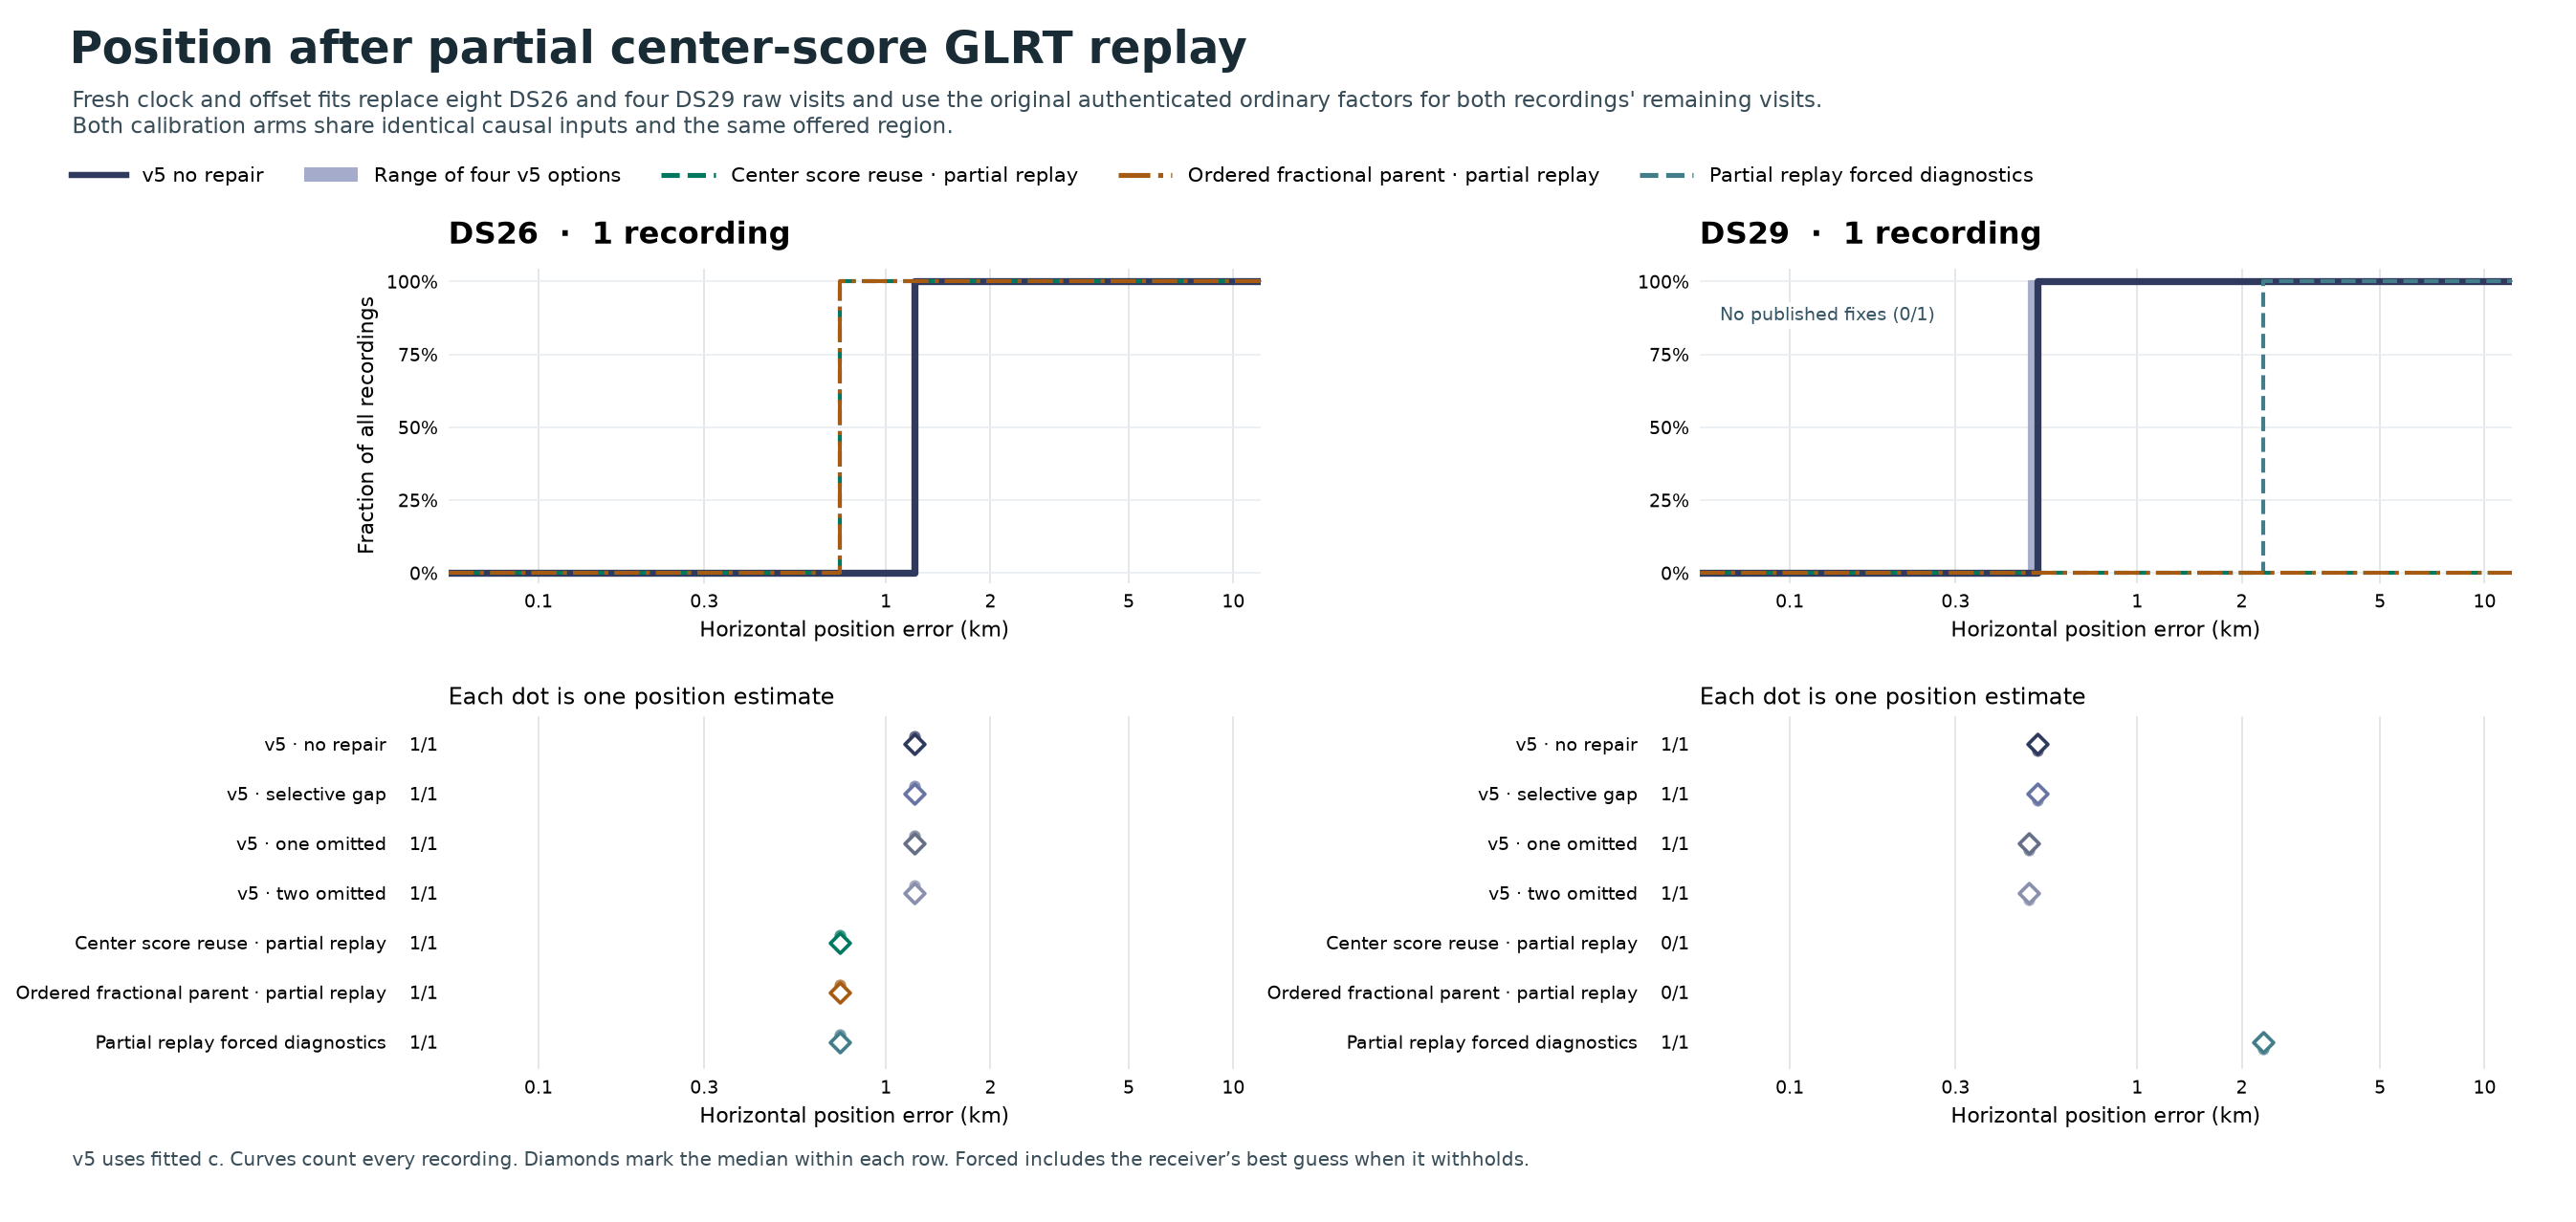 Position after partial center-score GLRT replay
Fresh clock and offset fits replace eight DS26 and four DS29 raw visits and use the original authenticated ordinary factors for both recordings' remaining visits.
Both calibration arms share identical causal inputs and the same offered region.
v5 no repair
Range of four v5 options
Center score reuse · partial replay
Ordered fractional parent · partial replay
Partial replay forced diagnostics
DS26 · 1 recording
Fraction of all recordings
100%
75%
50%
25%
0%
0.1 0.3 1 2 5 10
Horizontal position error (km)
DS29 · 1 recording
No published fixes (0/1)
100%
75%
50%
25%
0%
0.1 0.3 1 2 5 10
Horizontal position error (km)
Each dot is one position estimate
v5 · no repair 1/1
v5 · selective gap 1/1
v5 · one omitted 1/1
v5 · two omitted 1/1
Center score reuse · partial replay 1/1
Ordered fractional parent · partial replay 1/1
Partial replay forced diagnostics 1/1
0.1 0.3 1 2 5 10
Horizontal position error (km)
Each dot is one position estimate
v5 · no repair 1/1
v5 · selective gap 1/1
v5 · one omitted 1/1
v5 · two omitted 1/1
Center score reuse · partial replay 0/1
Ordered fractional parent · partial replay 0/1
Partial replay forced diagnostics 1/1
0.1 0.3 1 2 5 10
Horizontal position error (km)
v5 uses fitted c. Curves count every recording. Diamonds mark the median within each row. Forced includes the receiver’s best guess when it withholds.